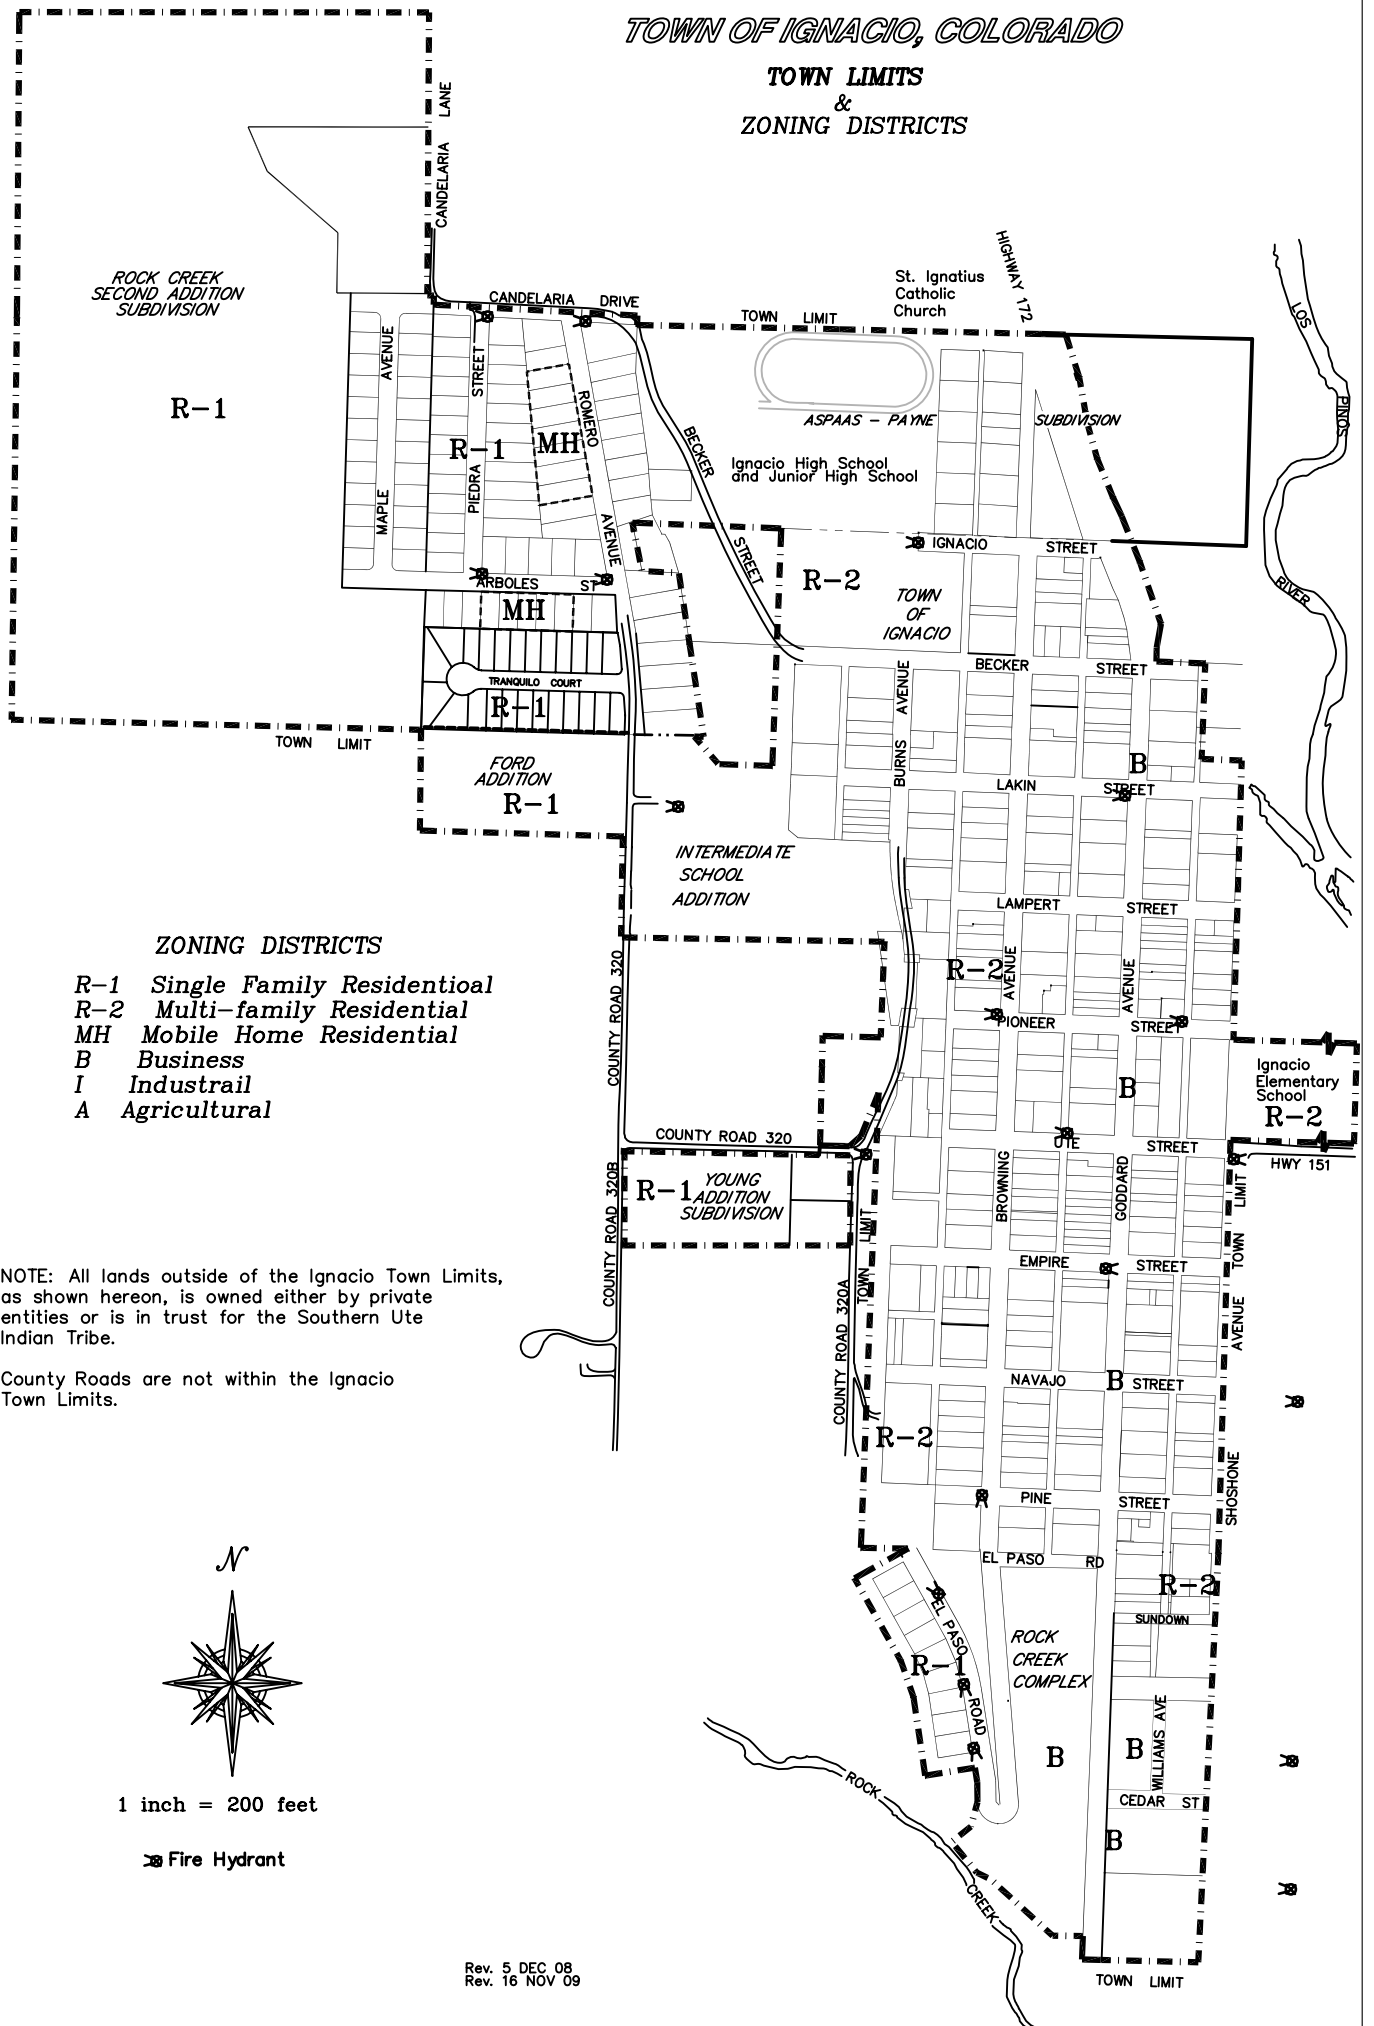 TOWN OF IGNACIO, COLORADO
TOWN LIMITS
&
ZONING DISTRICTS
CANDELARIA LANE
HIGHWAY 172
St. Ignatius
Catholic
Church
ROCK CREEK
SECOND ADDITION
SUBDIVISION
R-1
CANDELARIA DRIVE
TOWN LIMIT
LOS
PINOS
RIVER
MAPLE AVENUE
PIEDRA STREET
R-1
MH
ROMERO
AVENUE
BECKER
STREET
ASPAAS - PAYNE SUBDIVISION
Ignacio High School
and Junior High School
IGNACIO STREET
R-2
TOWN
OF
IGNACIO
ARBOLES ST
MH
TRANQUILO COURT
R-1
BECKER STREET
BURNS AVENUE
TOWN LIMIT
FORD
ADDITION
R-1
B
LAKIN STREET
INTERMEDIATE
SCHOOL
ADDITION
LAMPERT STREET
R-2
AVENUE
AVENUE
PIONEER STREET
ZONING DISTRICTS
R-1 Single Family Residentioal
R-2 Multi-family Residential
MH Mobile Home Residential
B Business
I Industrail
A Agricultural
COUNTY ROAD 320
B
Ignacio
Elementary
School
R-2
COUNTY ROAD 320
UTE STREET
HWY 151
COUNTY ROAD 320B
R-1
YOUNG
ADDITION
SUBDIVISION
BROWNING
GODDARD
TOWN LIMIT
EMPIRE STREET
SHOSHONE AVENUE TOWN LIMIT
COUNTY ROAD 320A
NOTE: All lands outside of the Ignacio Town Limits,
as shown hereon, is owned either by private
entities or is in trust for the Southern Ute
Indian Tribe.
County Roads are not within the Ignacio
Town Limits.
NAVAJO B STREET
R-2
PINE STREET
EL PASO RD
R-2
SUNDOWN
EL PASO
ROAD
R-1
ROCK
CREEK
COMPLEX
B
B
WILLIAMS AVE
CEDAR ST
B
ROCK
CREEK
N
1 inch = 200 feet
Fire Hydrant
Rev. 5 DEC 08
Rev. 16 NOV 09
TOWN LIMIT